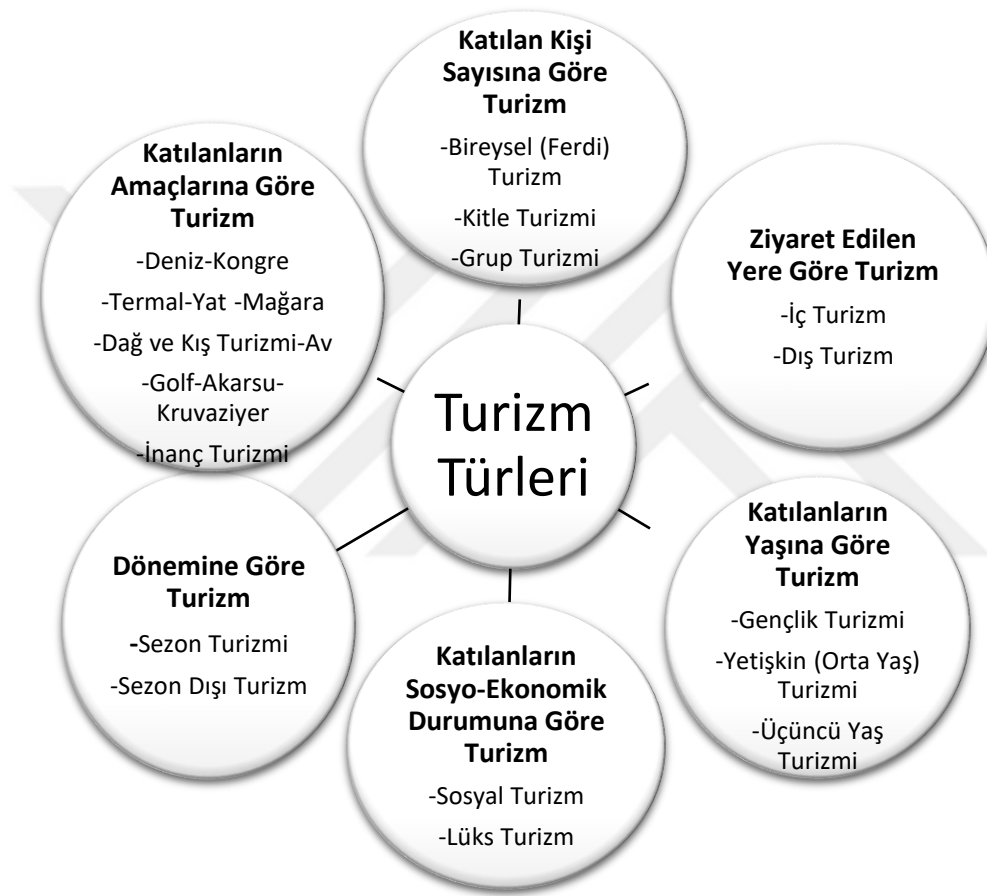 Katılan Kişi
Sayısına Göre
Turizm
-Bireysel (Ferdi)
Turizm
-Kitle Turizmi
-Grup Turizmi
Ziyaret Edilen
Yere Göre Turizm
-İç Turizm
-Dış Turizm
Katılanların
Yaşına Göre
Turizm
-Gençlik Turizmi
-Yetişkin (Orta Yaş)
Turizmi
-Üçüncü Yaş
Turizmi
Katılanların
Sosyo-Ekonomik
Durumuna Göre
Turizm
-Sosyal Turizm
-Lüks Turizm
Dönemine Göre
Turizm
-Sezon Turizmi
-Sezon Dışı Turizm
Katılanların
Amaçlarına Göre
Turizm
-Deniz-Kongre
-Termal-Yat -Mağara
-Dağ ve Kış Turizmi-Av
-Golf-Akarsu-
Kruvaziyer
-İnanç Turizmi
Turizm
Türleri